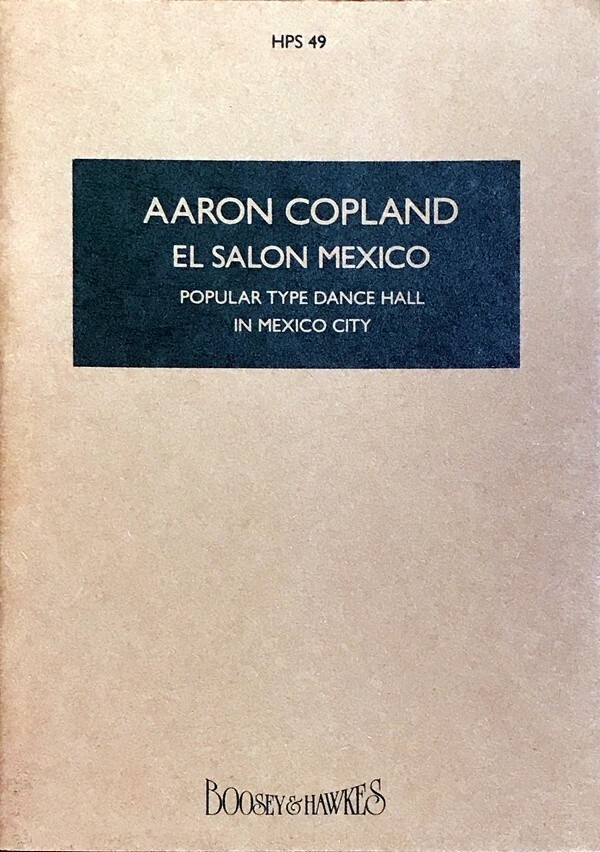 HPS 49
AARON COPLAND
EL SALON MEXICO
POPULAR TYPE DANCE HALL
IN MEXICO CITY
BOOSEY & HAWKES